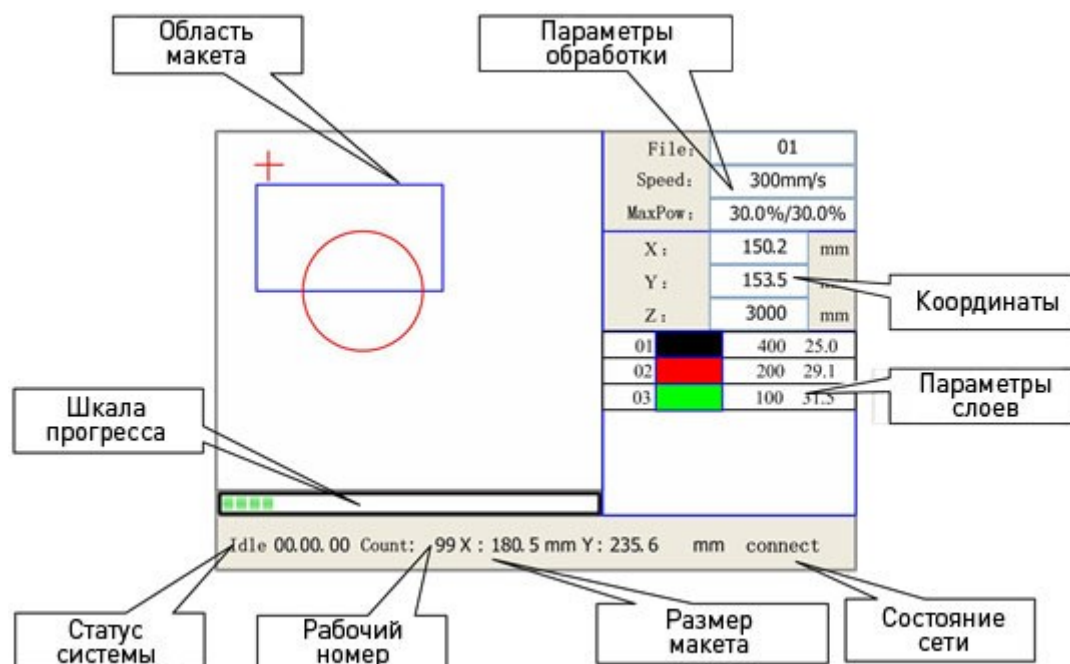 Область
макета
Параметры
обработки
File: 01
Speed: 300mm/s
MaxPow: 30.0%/30.0%
X: 150.2 mm
Y: 153.5
Z: 3000 mm
Координаты
01 400 25.0
02 200 29.1
03 100 31.5
Параметры
слоев
Шкала
прогресса
Idle 00.00.00 Count: 99 X : 180.5 mm Y : 235.6 mm connect
Статус
системы
Рабочий
номер
Размер
макета
Состояние
сети